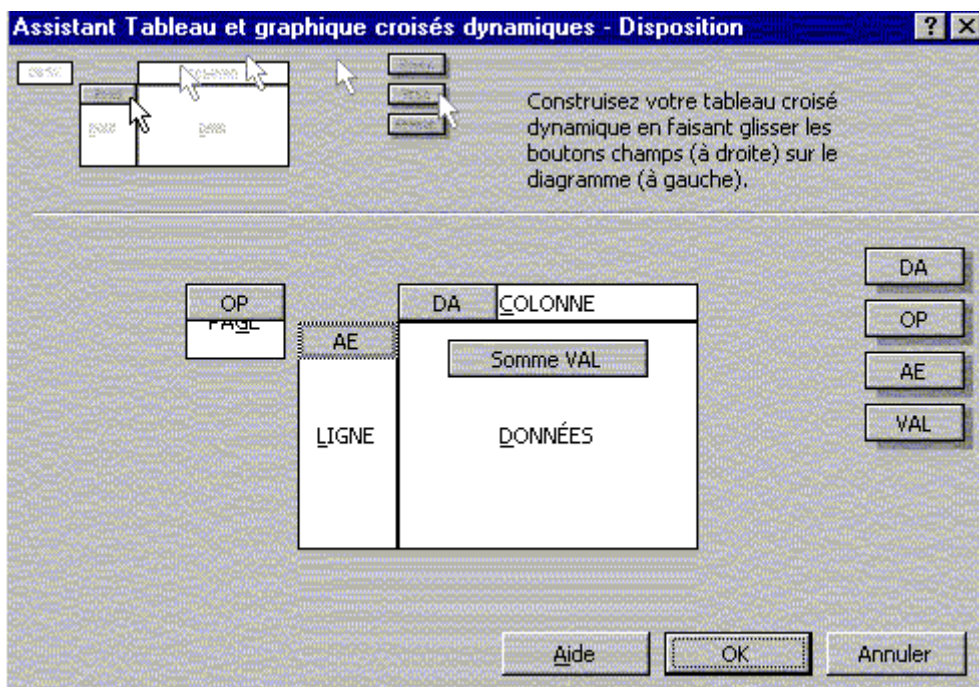 Assistant Tableau et graphique croisés dynamiques - Disposition
Construisez votre tableau croisé
dynamique en faisant glisser les
boutons champs (à droite) sur le
diagramme (à gauche).
DA
OP
DA COLONNE
OP
PAGE
AE
Somme VAL
AE
LIGNE
DONNÉES
VAL
Aide
OK
Annuler